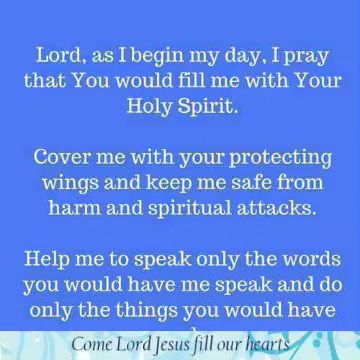 Lord, as I begin my day, I pray
that You would fill me with Your
Holy Spirit.
Cover me with your protecting
wings and keep me safe from
harm and spiritual attacks.
Help me to speak only the words
you would have me speak and do
only the things you would have
Come Lord Jesus fill our hearts